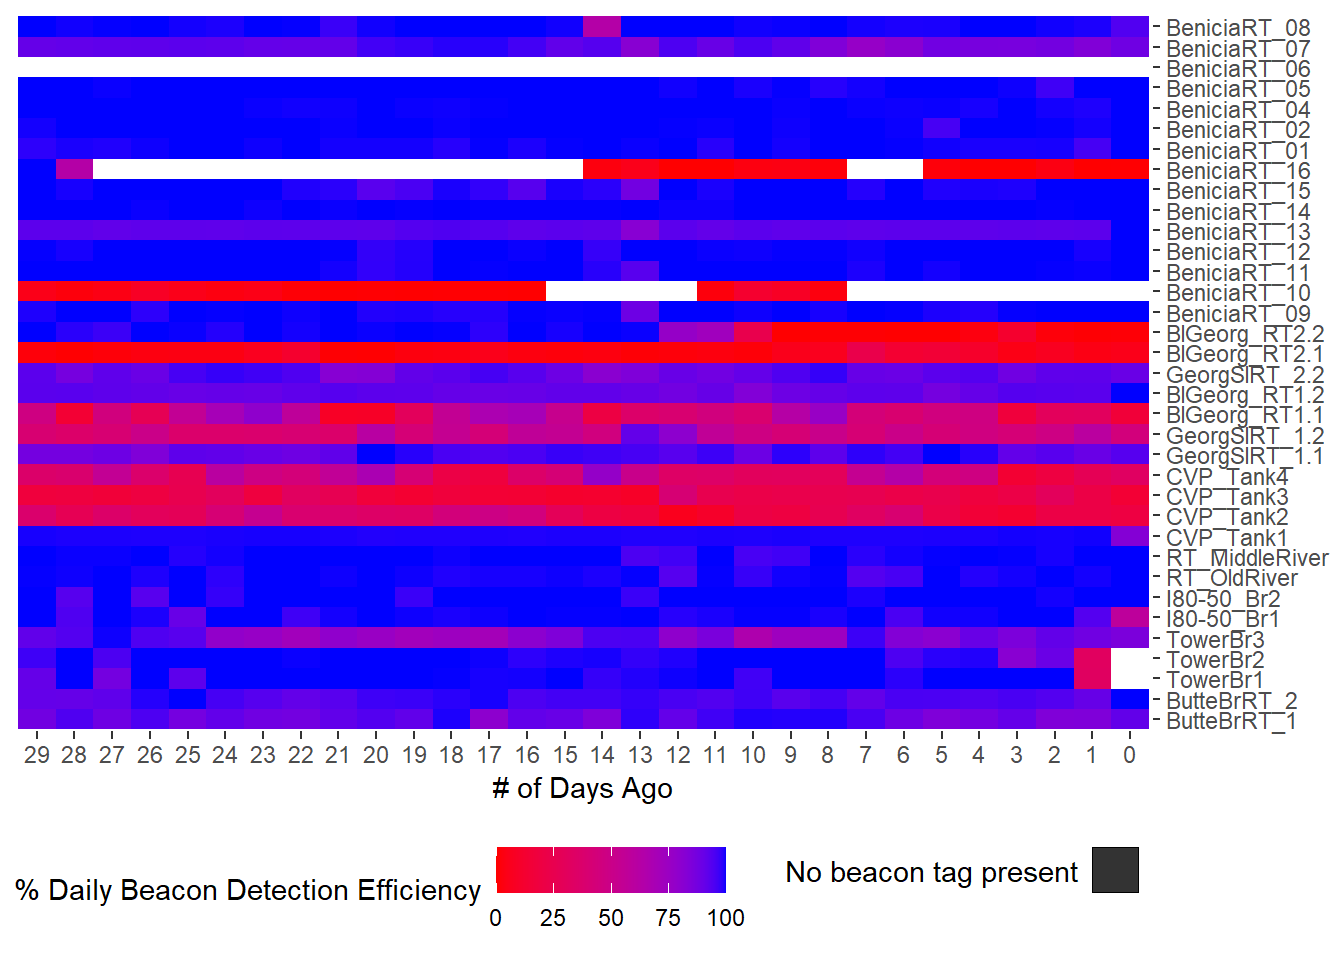 BeniciaRT_08
BeniciaRT_07
BeniciaRT_06
BeniciaRT_05
BeniciaRT_04
BeniciaRT_02
BeniciaRT_01
BeniciaRT_16
BeniciaRT_15
BeniciaRT_14
BeniciaRT_13
BeniciaRT_12
BeniciaRT_11
BeniciaRT_10
BeniciaRT_09
BlGeorg_RT2.2
BlGeorg_RT2.1
GeorgSlRT_2.2
BlGeorg_RT1.2
BlGeorg_RT1.1
GeorgSlRT_1.2
GeorgSlRT_1.1
CVP_Tank4
CVP_Tank3
CVP_Tank2
CVP_Tank1
RT_MiddleRiver
RT_OldRiver
I80-50_Br2
I80-50_Br1
TowerBr3
TowerBr2
TowerBr1
ButteBrRT_2
ButteBrRT_1
29 28 27 26 25 24 23 22 21 20 19 18 17 16 15 14 13 12 11 10 9 8 7 6 5 4 3 2 1 0
# of Days Ago
% Daily Beacon Detection Efficiency
0 25 50 75 100
No beacon tag present